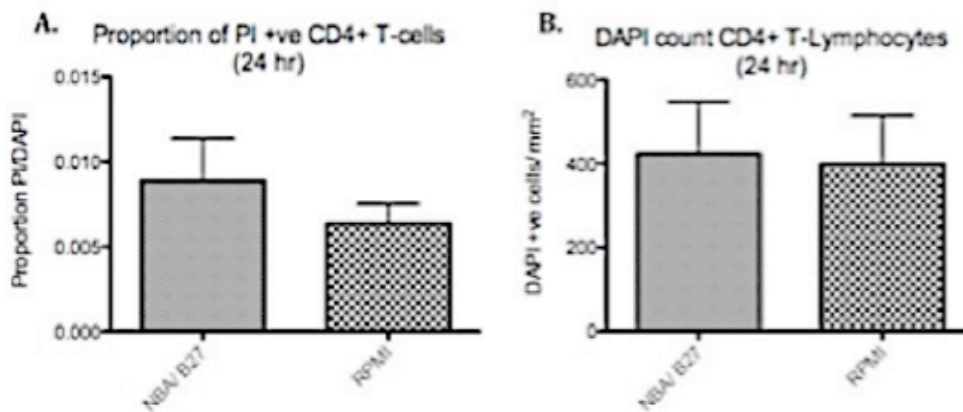 A.
Proportion of PI +ve CD4+ T-cells
(24 hr)
Proportion PI/DAPI
0.015
0.010
0.005
0.000
NBA/ B27
RPMI
B.
DAPI count CD4+ T-Lymphocytes
(24 hr)
DAPI +ve cells/mm²
600
400
200
0
NBA/ B27
RPMI